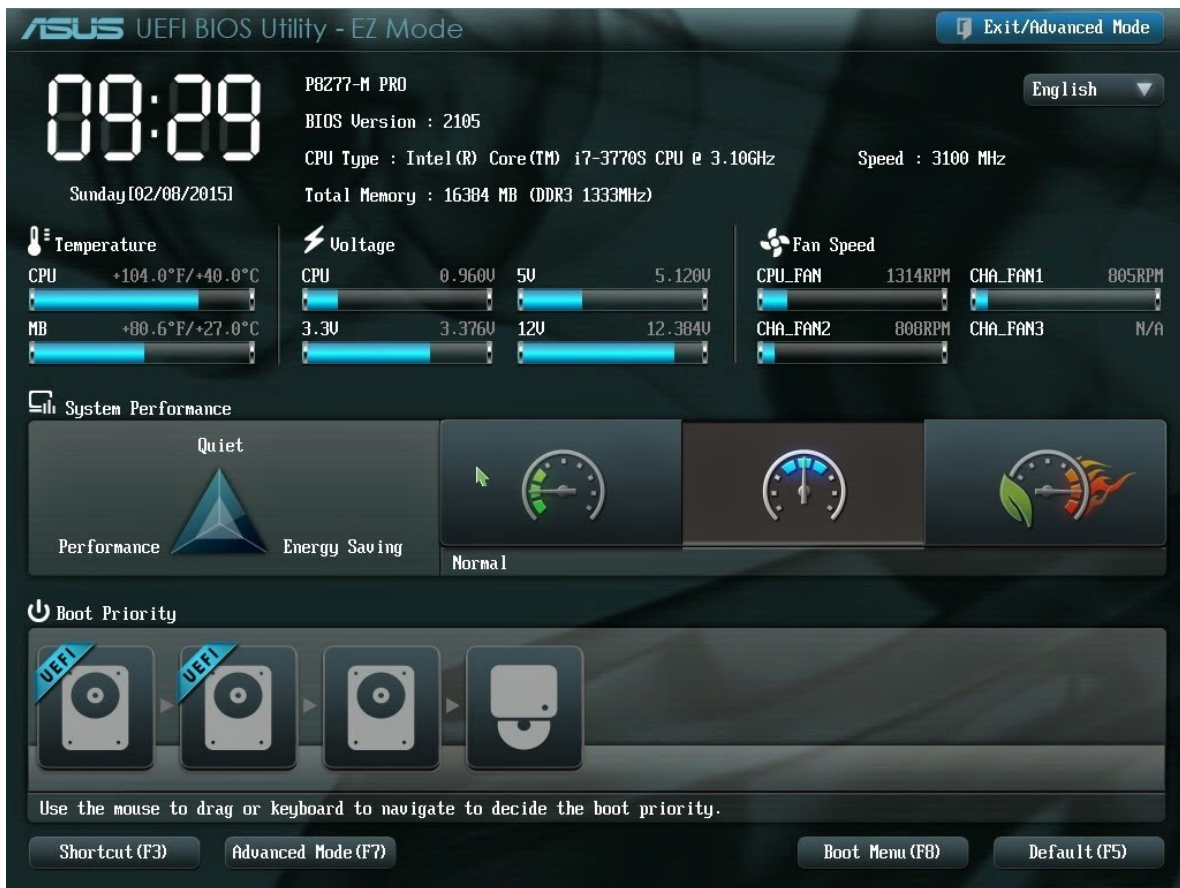 ASUS UEFI BIOS Utility - EZ Mode
Exit/Advanced Mode
09:29
Sunday[02/08/2015]
P8Z77-M PRO
English
BIOS Version : 2105
CPU Type : Intel(R) Core(TM) i7-3770S CPU @ 3.10GHz Speed : 3100 MHz
Total Memory : 16384 MB (DDR3 1333MHz)
Temperature
CPU +104.0°F/+40.0°C
MB +80.6°F/+27.0°C
Voltage
CPU 0.960V 5V 5.120V
3.3V 3.376V 12V 12.384V
Fan Speed
CPU_FAN 1314RPM CHA_FAN1 805RPM
CHA_FAN2 808RPM CHA_FAN3 N/A
System Performance
Quiet
Performance Energy Saving
Normal
Boot Priority
UEFI UEFI
Use the mouse to drag or keyboard to navigate to decide the boot priority.
Shortcut(F3) Advanced Mode(F7) Boot Menu(F8) Default(F5)